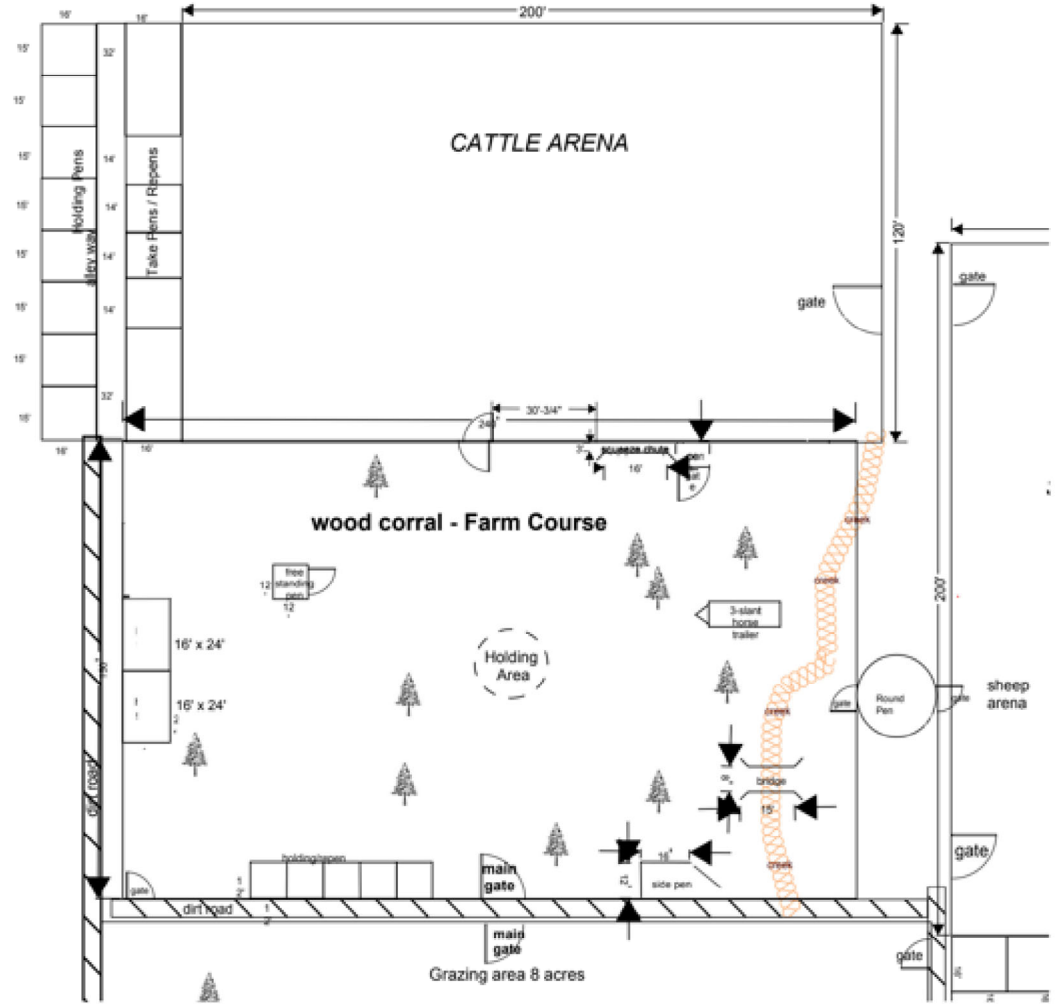 200'
16'
16'
15'
32'
15'
CATTLE ARENA
15'
14'
Holding Pens
alley way
Take Pens / Repens
15'
14'
120'
15'
14'
gate
gate
15'
14'
15'
32'
30'-3/4"
15'
16'
16'
3'
squeeze chute
16'
wood corral - Farm Course
creek
free
standing
pen
12'
12'
creek
200'
3-slant
horse
trailer
16' x 24'
Holding
Area
16' x 24'
gate
Round
Pen
gate
sheep
arena
creek
bridge
15'
dirt road
holding/repen
main
gate
16'
12'
side pen
creek
gate
gate
dirt road
main
gate
gate
Grazing area 8 acres
16'